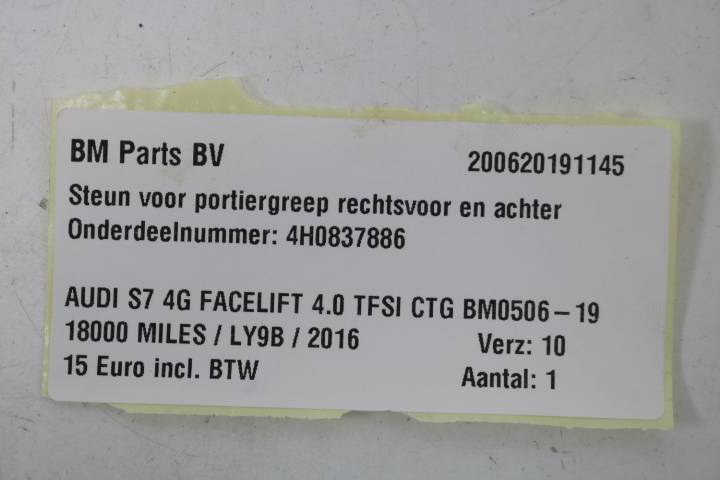 BM Parts BV 200620191145
Steun voor portiergreep rechtsvoor en achter
Onderdeelnummer: 4H0837886
AUDI S7 4G FACELIFT 4.0 TFSI CTG BM0506-19
18000 MILES / LY9B / 2016 Verz: 10
15 Euro incl. BTW Aantal: 1